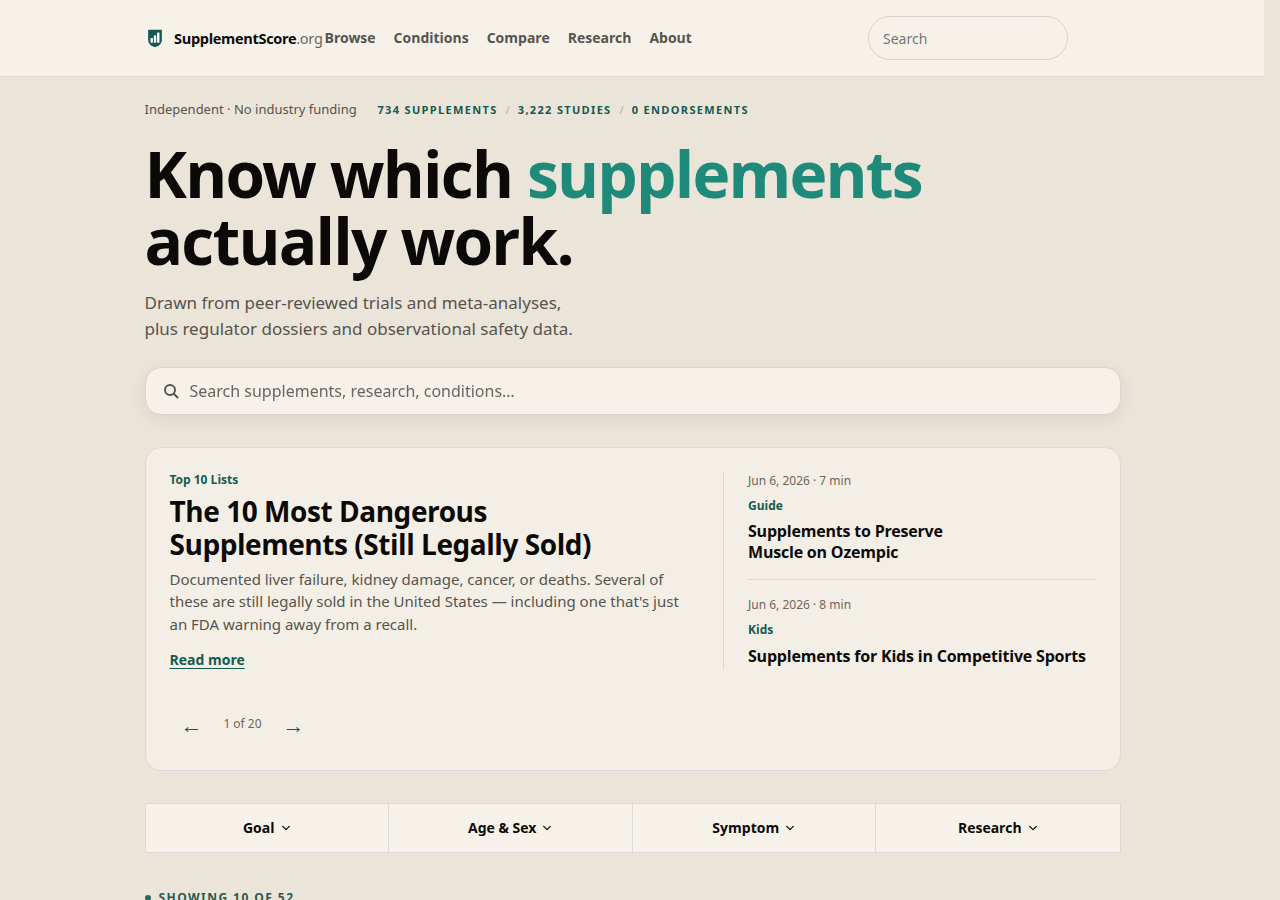 SupplementScore.org Browse Conditions Compare Research About Search
Independent · No industry funding 734 SUPPLEMENTS / 3,222 STUDIES / 0 ENDORSEMENTS
Know which supplements
actually work.
Drawn from peer-reviewed trials and meta-analyses,
plus regulator dossiers and observational safety data.
Search supplements, research, conditions...
Top 10 Lists
The 10 Most Dangerous
Supplements (Still Legally Sold)
Documented liver failure, kidney damage, cancer, or deaths. Several of
these are still legally sold in the United States — including one that's just
an FDA warning away from a recall.
Read more
← 1 of 20 →
Jun 6, 2026 · 7 min
Guide
Supplements to Preserve
Muscle on Ozempic
Jun 6, 2026 · 8 min
Kids
Supplements for Kids in Competitive Sports
Goal Age & Sex Symptom Research
SHOWING 10 OF 52